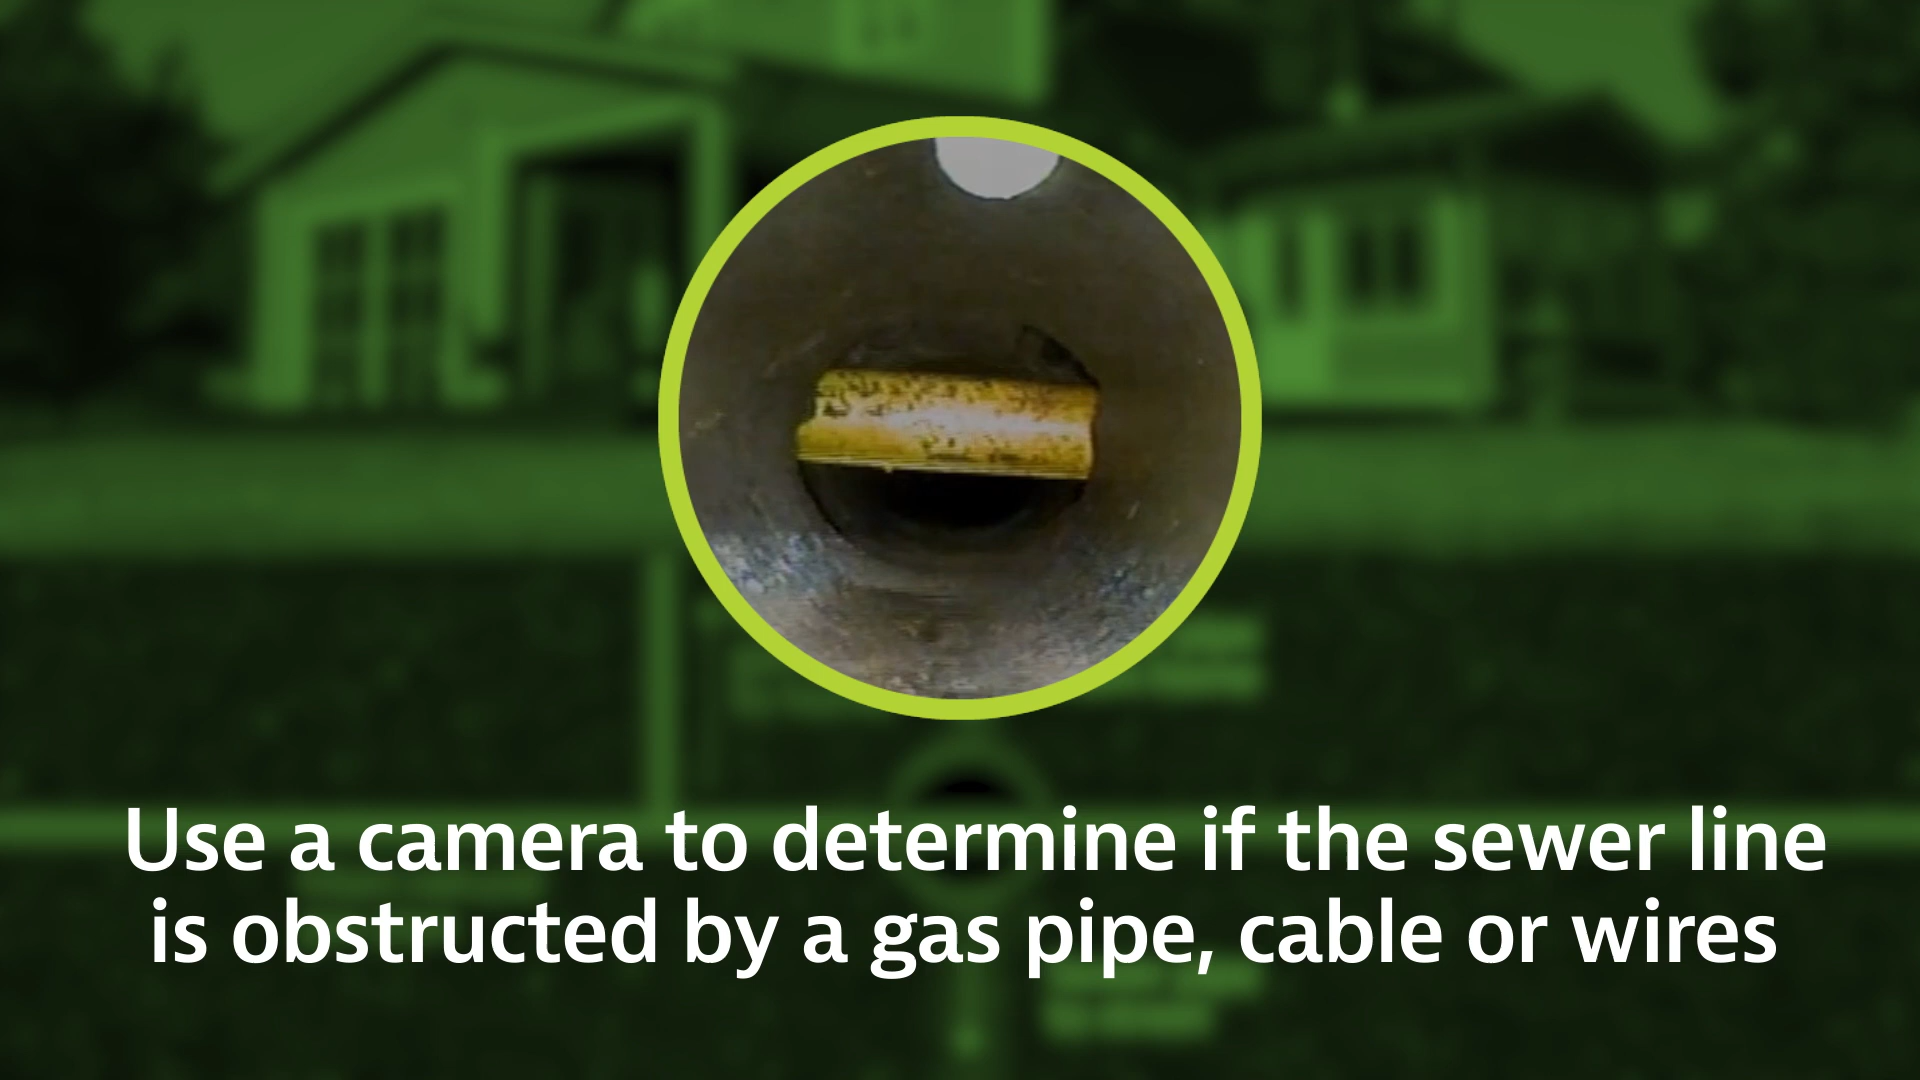 Use a camera to determine if the sewer line
is obstructed by a gas pipe, cable or wires